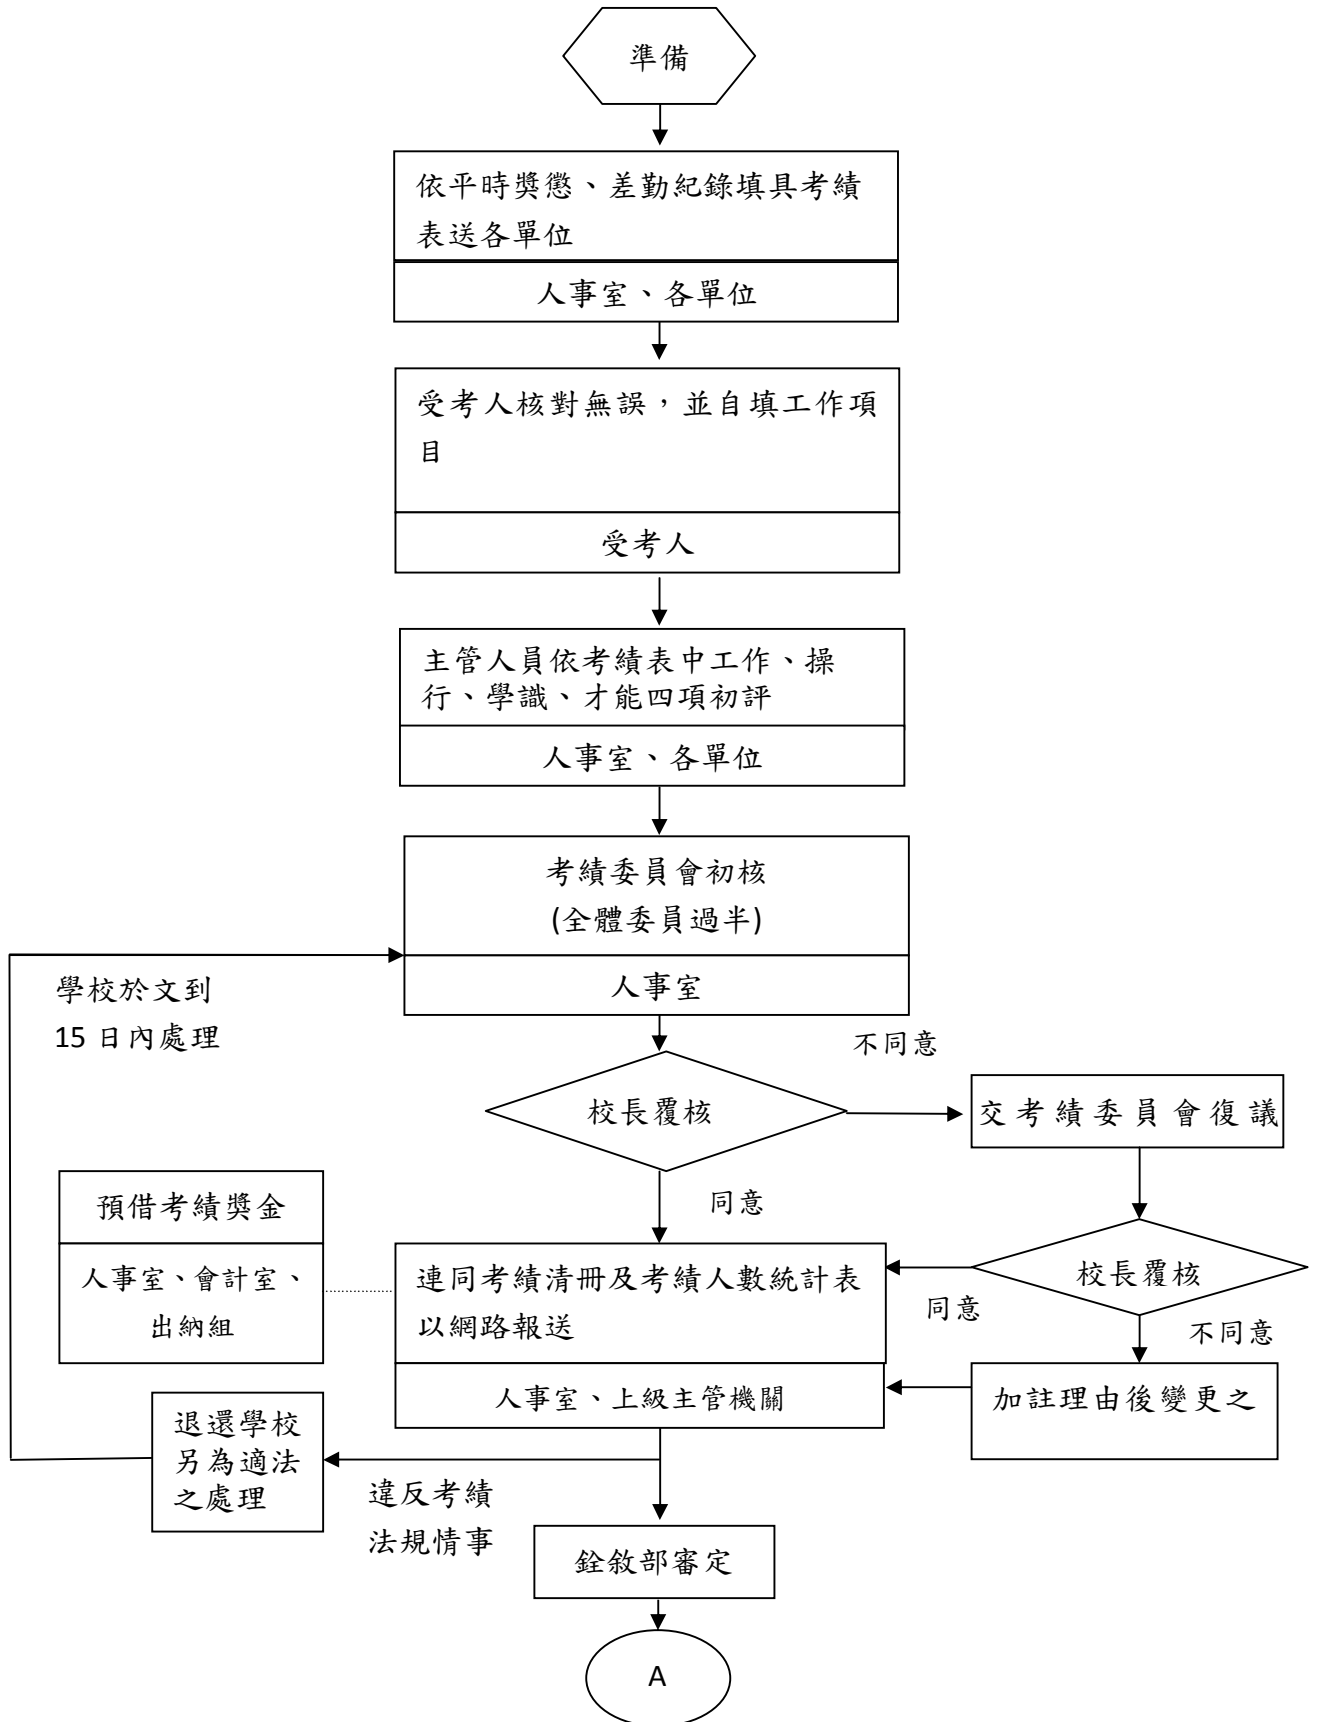 準備
依平時獎懲、差勤紀錄填具考績
表送各單位
人事室、各單位
受考人核對無誤，並自填工作項
目
受考人
主管人員依考績表中工作、操
行、學識、才能四項初評
人事室、各單位
考績委員會初核
(全體委員過半)
人事室
學校於文到
15 日內處理
不同意
校長覆核
交考績委員會復議
同意
預借考績獎金
人事室、會計室、
出納組
連同考績清冊及考績人數統計表
以網路報送
人事室、上級主管機關
校長覆核
同意
不同意
加註理由後變更之
退還學校
另為適法
之處理
違反考績
法規情事
銓敘部審定
A